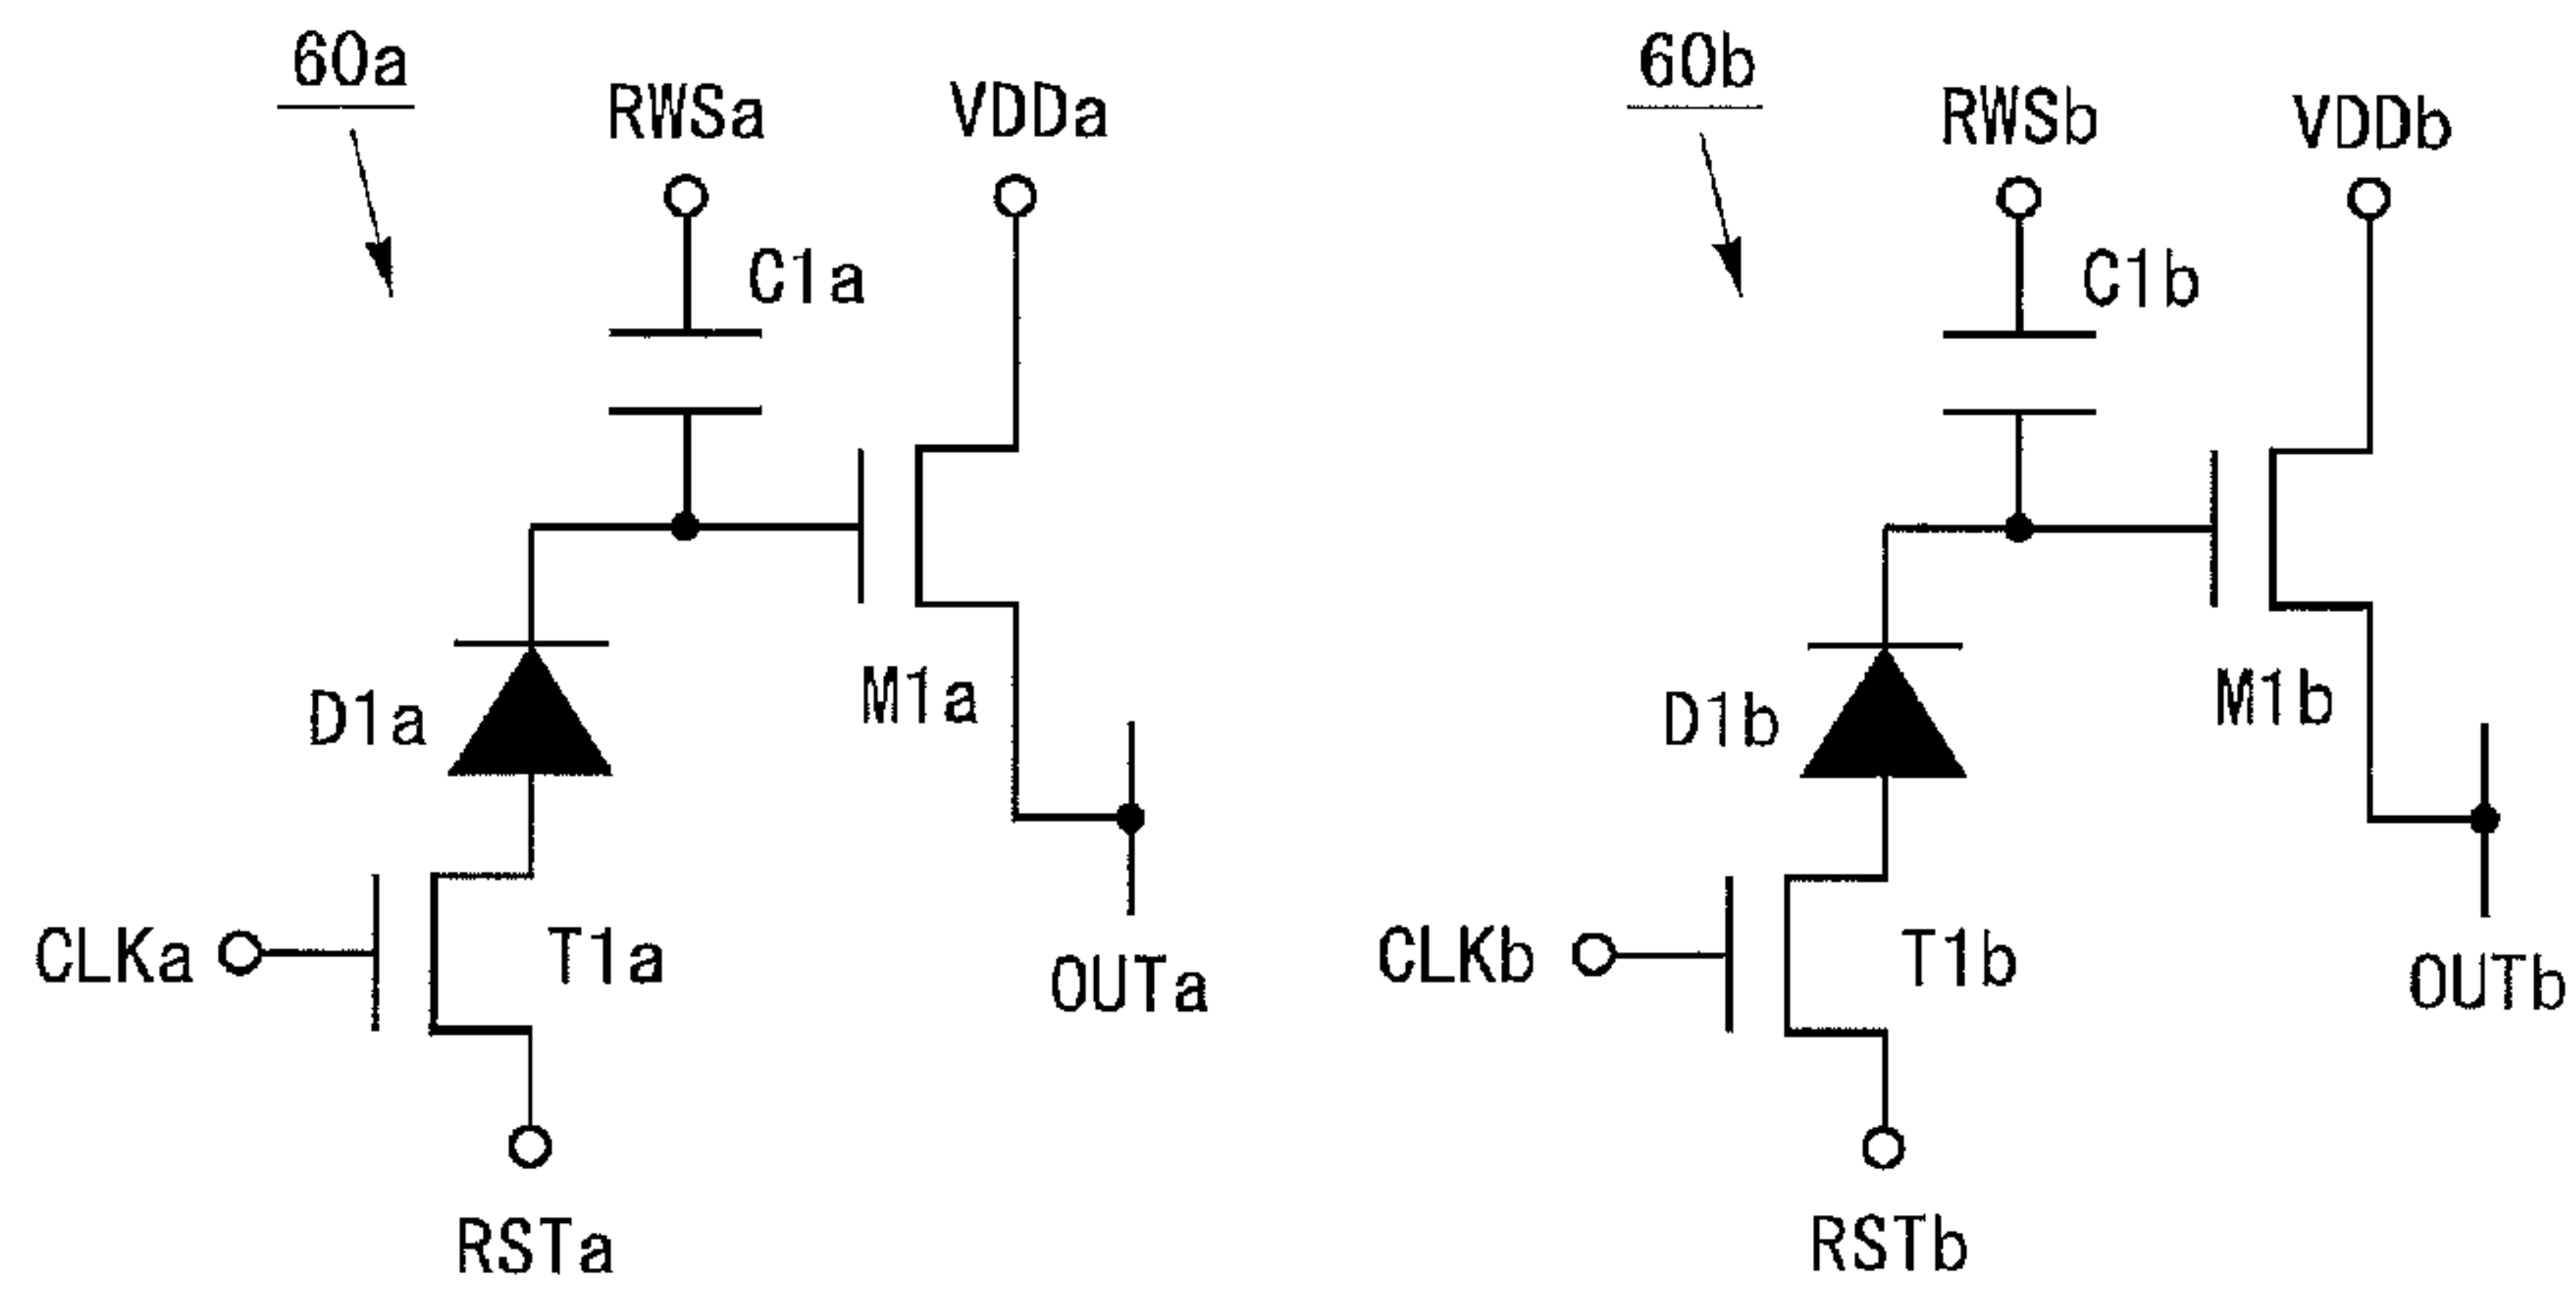 60a
RWSa
VDDa
C1a
D1a
M1a
CLKa
T1a
OUTa
RSTa
60b
RWSb
VDDb
C1b
D1b
M1b
CLKb
T1b
OUTb
RSTb